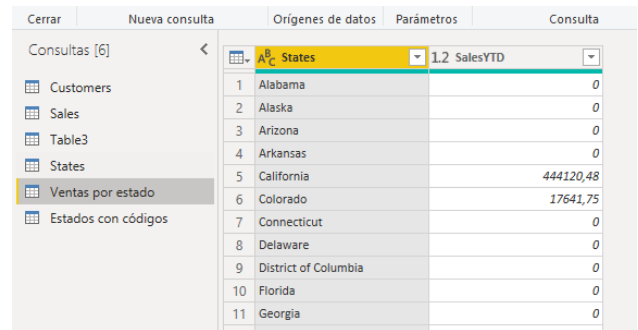 Cerrar Nueva consulta Orígenes de datos Parámetros Consulta
Consultas [6]
Customers
Sales
Table3
States
Ventas por estado
Estados con códigos
ABC States 1.2 SalesYTD
1 Alabama 0
2 Alaska 0
3 Arizona 0
4 Arkansas 0
5 California 444120,48
6 Colorado 17641,75
7 Connecticut 0
8 Delaware 0
9 District of Columbia 0
10 Florida 0
11 Georgia 0